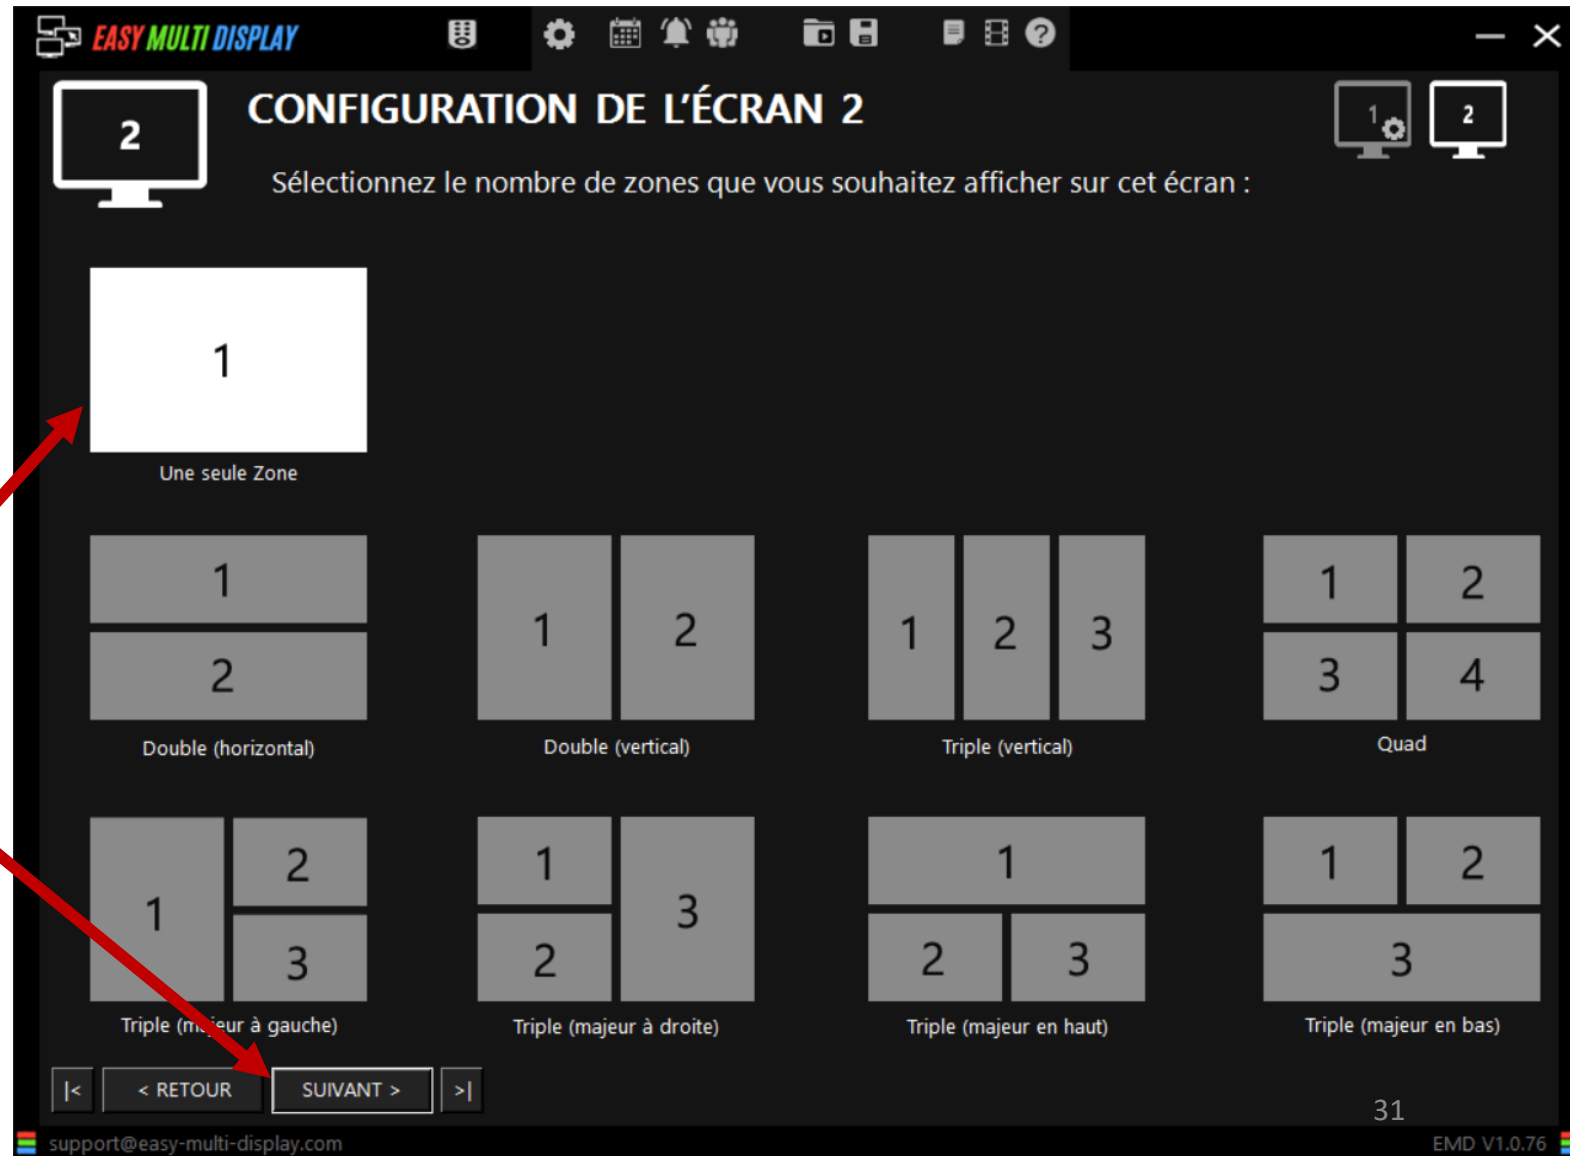 EASY MULTI DISPLAY
2
CONFIGURATION DE L'ÉCRAN 2
1
2
Sélectionnez le nombre de zones que vous souhaitez afficher sur cet écran :
1
Une seule Zone
1
2
Double (horizontal)
1 2
Double (vertical)
1 2 3
Triple (vertical)
1 2
3 4
Quad
1 2
3
Triple (majeur à gauche)
1
2 3
Triple (majeur à droite)
1
2 3
Triple (majeur en haut)
1 2
3
Triple (majeur en bas)
|< < RETOUR SUIVANT > >|
31
support@easy-multi-display.com
EMD V1.0.76